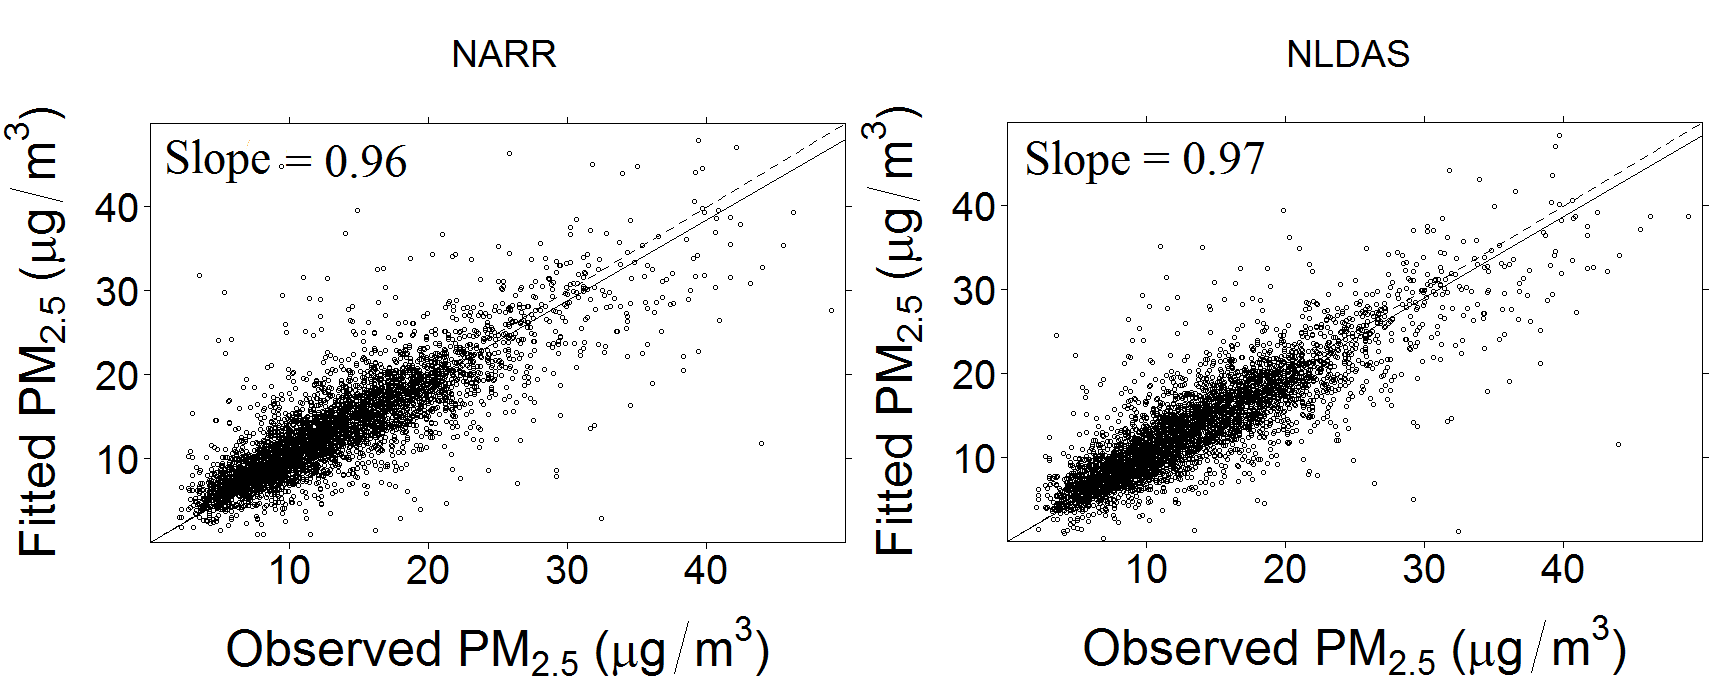 NARR
Slope = 0.96
Fitted PM2.5 (μg/m³)
40
30
20
10
10 20 30 40
Observed PM2.5 (μg/m³)
NLDAS
Slope = 0.97
Fitted PM2.5 (μg/m³)
40
30
20
10
10 20 30 40
Observed PM2.5 (μg/m³)